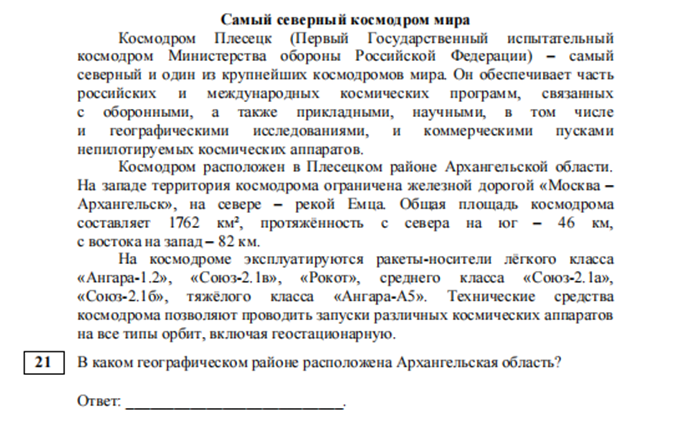 Самый северный космодром мира
Космодром Плесецк (Первый Государственный испытательный
космодром Министерства обороны Российской Федерации) – самый
северный и один из крупнейших космодромов мира. Он обеспечивает часть
российских и международных космических программ, связанных
с оборонными, а также прикладными, научными, в том числе
и географическими исследованиями, и коммерческими пусками
непилотируемых космических аппаратов.
Космодром расположен в Плесецком районе Архангельской области.
На западе территория космодрома ограничена железной дорогой «Москва –
Архангельск», на севере – рекой Емца. Общая площадь космодрома
составляет 1762 км², протяжённость с севера на юг – 46 км,
с востока на запад – 82 км.
На космодроме эксплуатируются ракеты-носители лёгкого класса
«Ангара-1.2», «Союз-2.1в», «Рокот», среднего класса «Союз-2.1а»,
«Союз-2.1б», тяжёлого класса «Ангара-А5». Технические средства
космодрома позволяют проводить запуски различных космических аппаратов
на все типы орбит, включая геостационарную.
21 В каком географическом районе расположена Архангельская область?
Ответ: ___________________________.